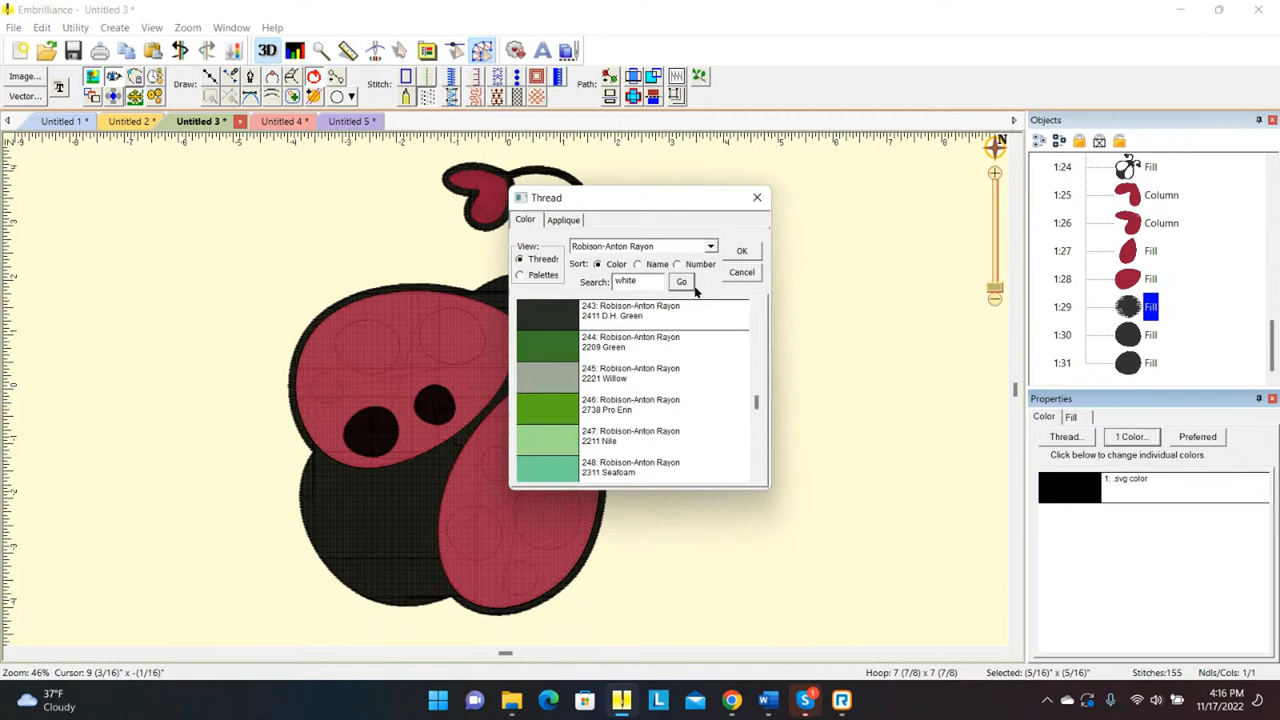 Embrilliance - Untitled 3 *
File Edit Utility Create View Zoom Window Help
3D
Image... Draw: Stitch: Path:
Vector...
Untitled 1 * Untitled 2 * Untitled 3 * Untitled 4 * Untitled 5 *
Objects
1:24 Fill
1:25 Column
1:26 Column
1:27 Fill
1:28 Fill
1:29 Fill
1:30 Fill
1:31 Fill
Thread
Color Applique
View: Robison-Anton Rayon OK
Threads Sort: Color Name Number
Palettes Search: white Go Cancel
243: Robison-Anton Rayon
2411 D.H. Green
244: Robison-Anton Rayon
2209 Green
245: Robison-Anton Rayon
2221 Willow
246: Robison-Anton Rayon
2738 Pro Erin
247: Robison-Anton Rayon
2211 Nile
248: Robison-Anton Rayon
2311 Seafoam
Properties
Color Fill
Thread... 1 Color... Preferred
Click below to change individual colors.
1: .svg color
Zoom: 46% Cursor: 9 (3/16)" x -(1/16)" Hoop: 7 (7/8) x 7 (7/8) Selected: (5/16)" x (5/16)" Stitches:155 Ndls/Cols: 1/1
37°F
Cloudy
4:16 PM
11/17/2022